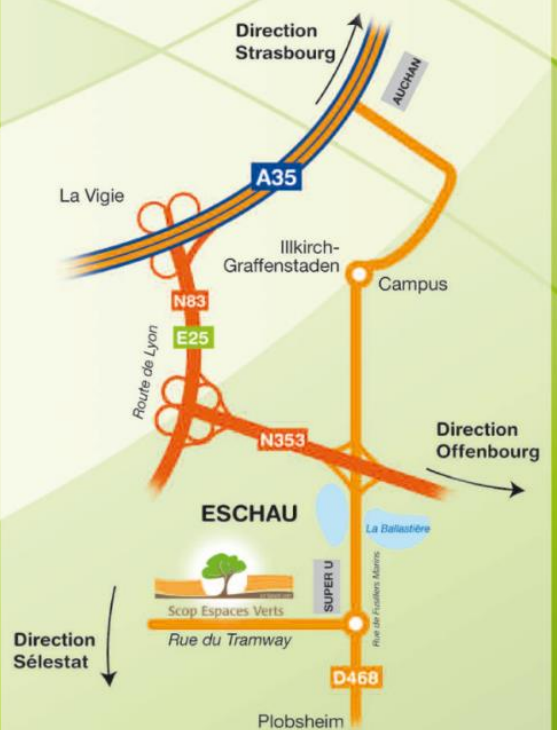 Direction
Strasbourg
AUCHAN
A35
La Vigie
Illkirch-
Graffenstaden
Campus
N83
E25
Route de Lyon
N353
Direction
Offenbourg
ESCHAU
La Ballastière
SUPER U
Rue de Fusiliers Marins
Scop Espaces Verts
Rue du Tramway
Direction
Sélestat
D468
Plobsheim